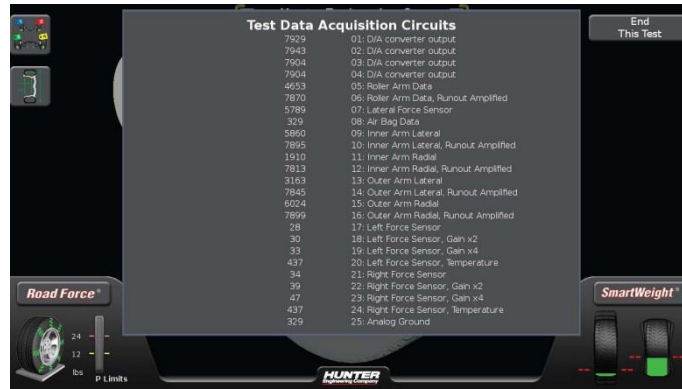 Test Data Acquisition Circuits
End
This Test
7929 01: D/A converter output
7943 02: D/A converter output
7904 03: D/A converter output
7904 04: D/A converter output
4653 05: Roller Arm Data
7870 06: Roller Arm Data, Runout Amplified
5789 07: Lateral Force Sensor
329 08: Air Bag Data
5860 09: Inner Arm Lateral
7895 10: Inner Arm Lateral, Runout Amplified
1910 11: Inner Arm Radial
7813 12: Inner Arm Radial, Runout Amplified
3163 13: Outer Arm Lateral
7845 14: Outer Arm Lateral, Runout Amplified
6024 15: Outer Arm Radial
7899 16: Outer Arm Radial, Runout Amplified
28 17: Left Force Sensor
30 18: Left Force Sensor, Gain x2
33 19: Left Force Sensor, Gain x4
437 20: Left Force Sensor, Temperature
34 21: Right Force Sensor
39 22: Right Force Sensor, Gain x2
47 23: Right Force Sensor, Gain x4
437 24: Right Force Sensor, Temperature
329 25: Analog Ground
Road Force®
24
12
lbs
P Limits
HUNTER
Engineering Company
SmartWeight®